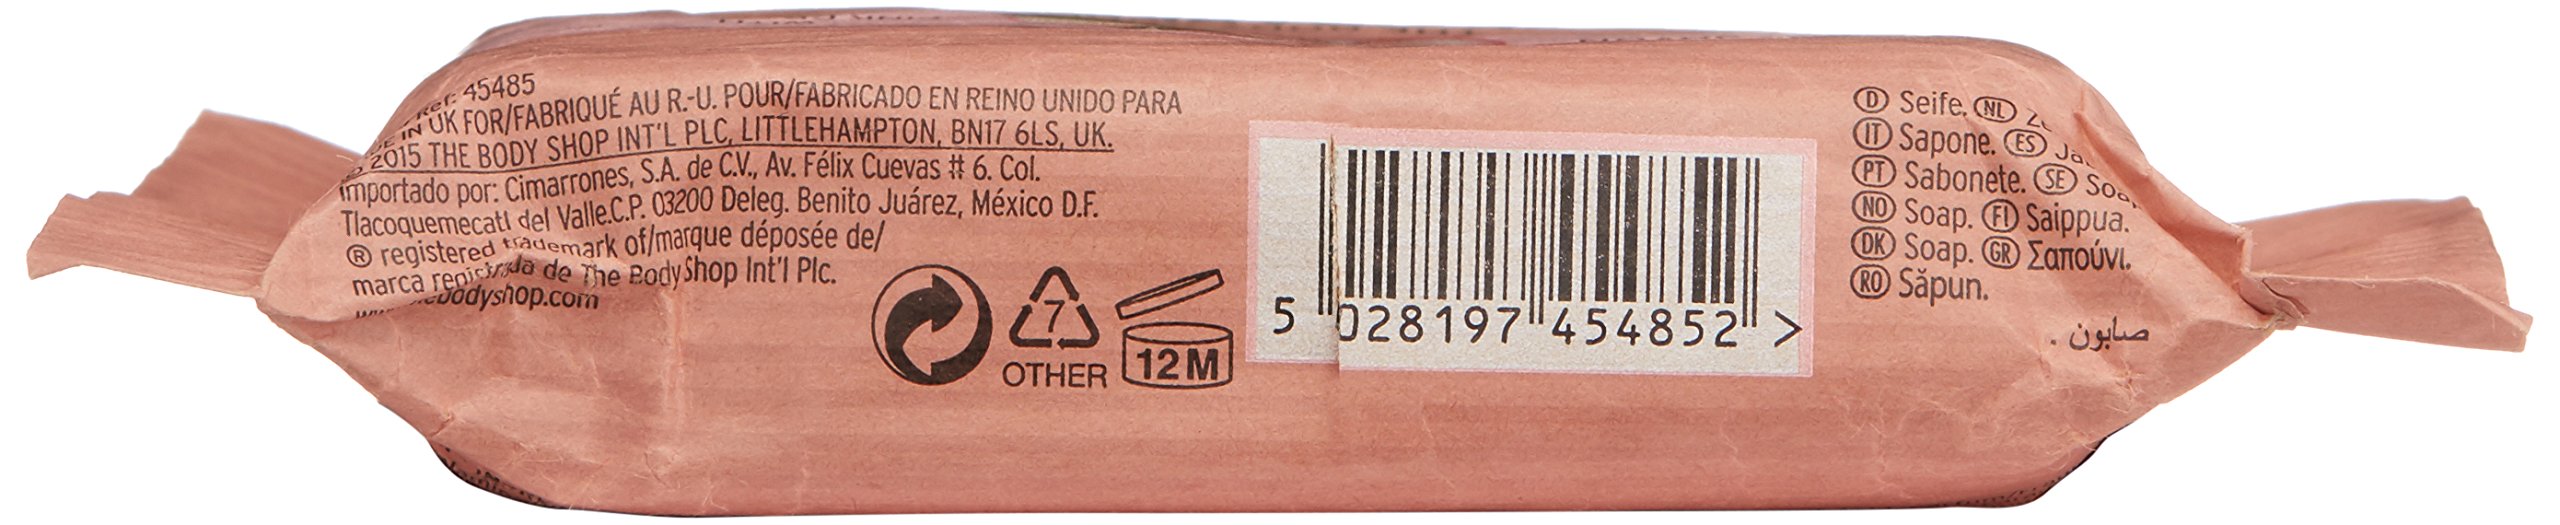 Ref: 45485
IN UK FOR/FABRIQUÉ AU R.-U. POUR/FABRICADO EN REINO UNIDO PARA
2015 THE BODY SHOP INT'L PLC, LITTLEHAMPTON, BN17 6LS, UK.
Importado por: Cimarrones, S.A. de C.V., Av. Félix Cuevas # 6. Col.
Tlacoquemecatl del Valle.C.P. 03200 Deleg. Benito Juárez, México D.F.
® registered trademark of/marque déposée de/
marca registrada de The Body Shop Int'l Plc.
7
OTHER
12 M
5 028197 454852 >
D Seife. NL
IT Sapone. ES
PT Sabonete. SE
NO Soap. FI Saippua.
DK Soap. GR Σαπούνι.
RO Săpun.
صابون .